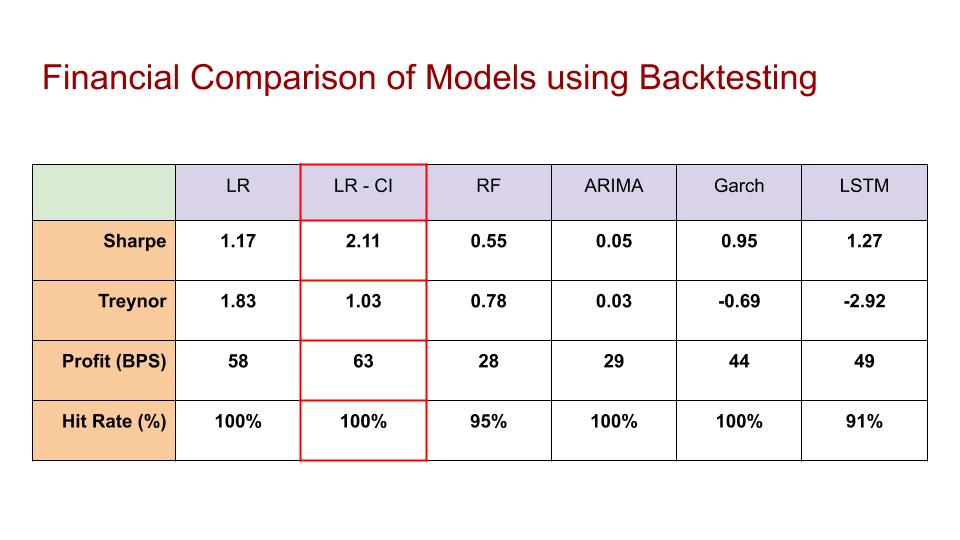 Financial Comparison of Models using Backtesting
LR LR - CI RF ARIMA Garch LSTM
Sharpe 1.17 2.11 0.55 0.05 0.95 1.27
Treynor 1.83 1.03 0.78 0.03 -0.69 -2.92
Profit (BPS) 58 63 28 29 44 49
Hit Rate (%) 100% 100% 95% 100% 100% 91%